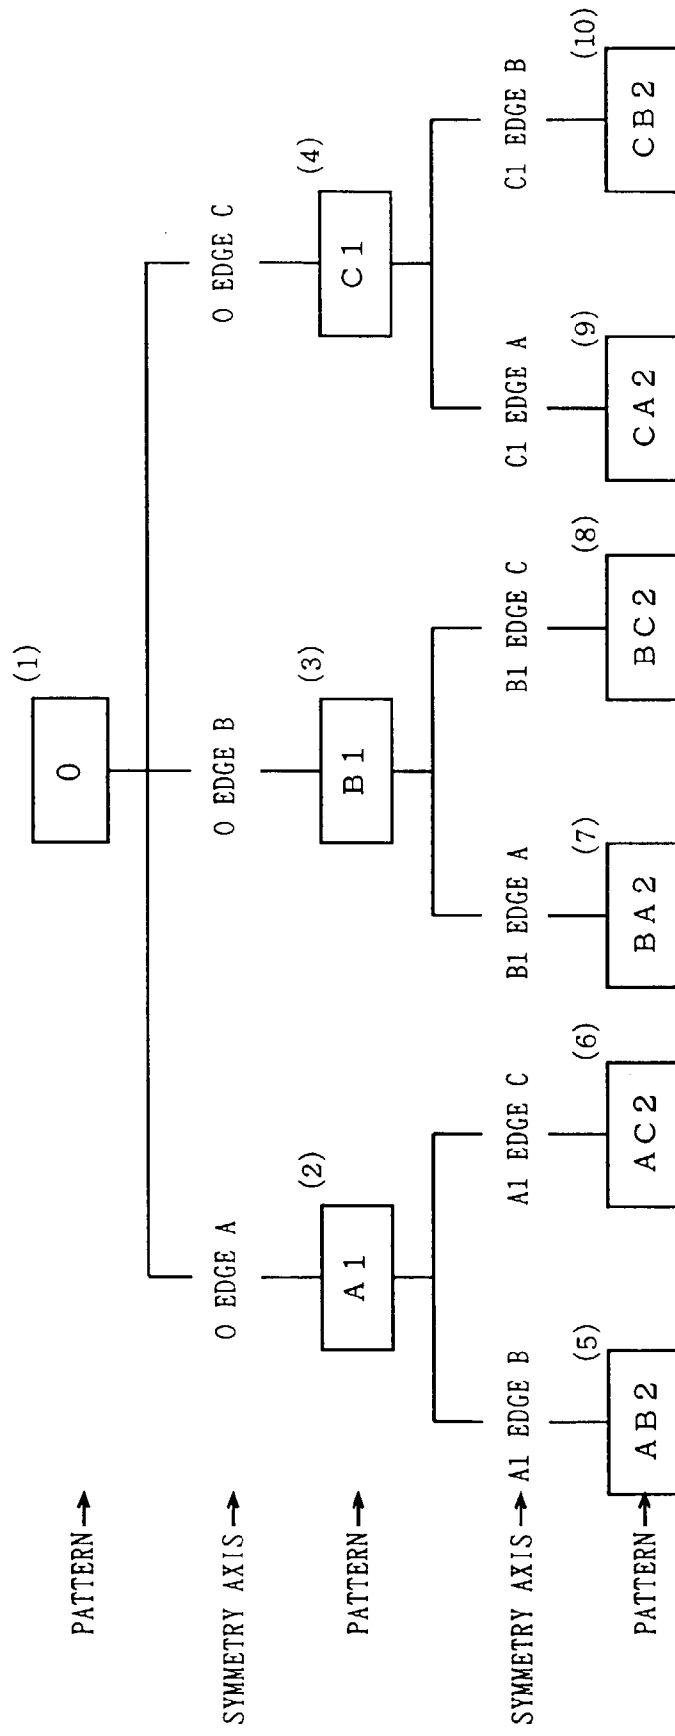 PATTERN→
O
(1)
SYMMETRY AXIS→
O EDGE A
O EDGE B
O EDGE C
PATTERN→
A1
(2)
B1
(3)
C1
(4)
SYMMETRY AXIS→
A1 EDGE B
A1 EDGE C
B1 EDGE A
B1 EDGE C
C1 EDGE A
C1 EDGE B
PATTERN→
AB2
(5)
AC2
(6)
BA2
(7)
BC2
(8)
CA2
(9)
CB2
(10)